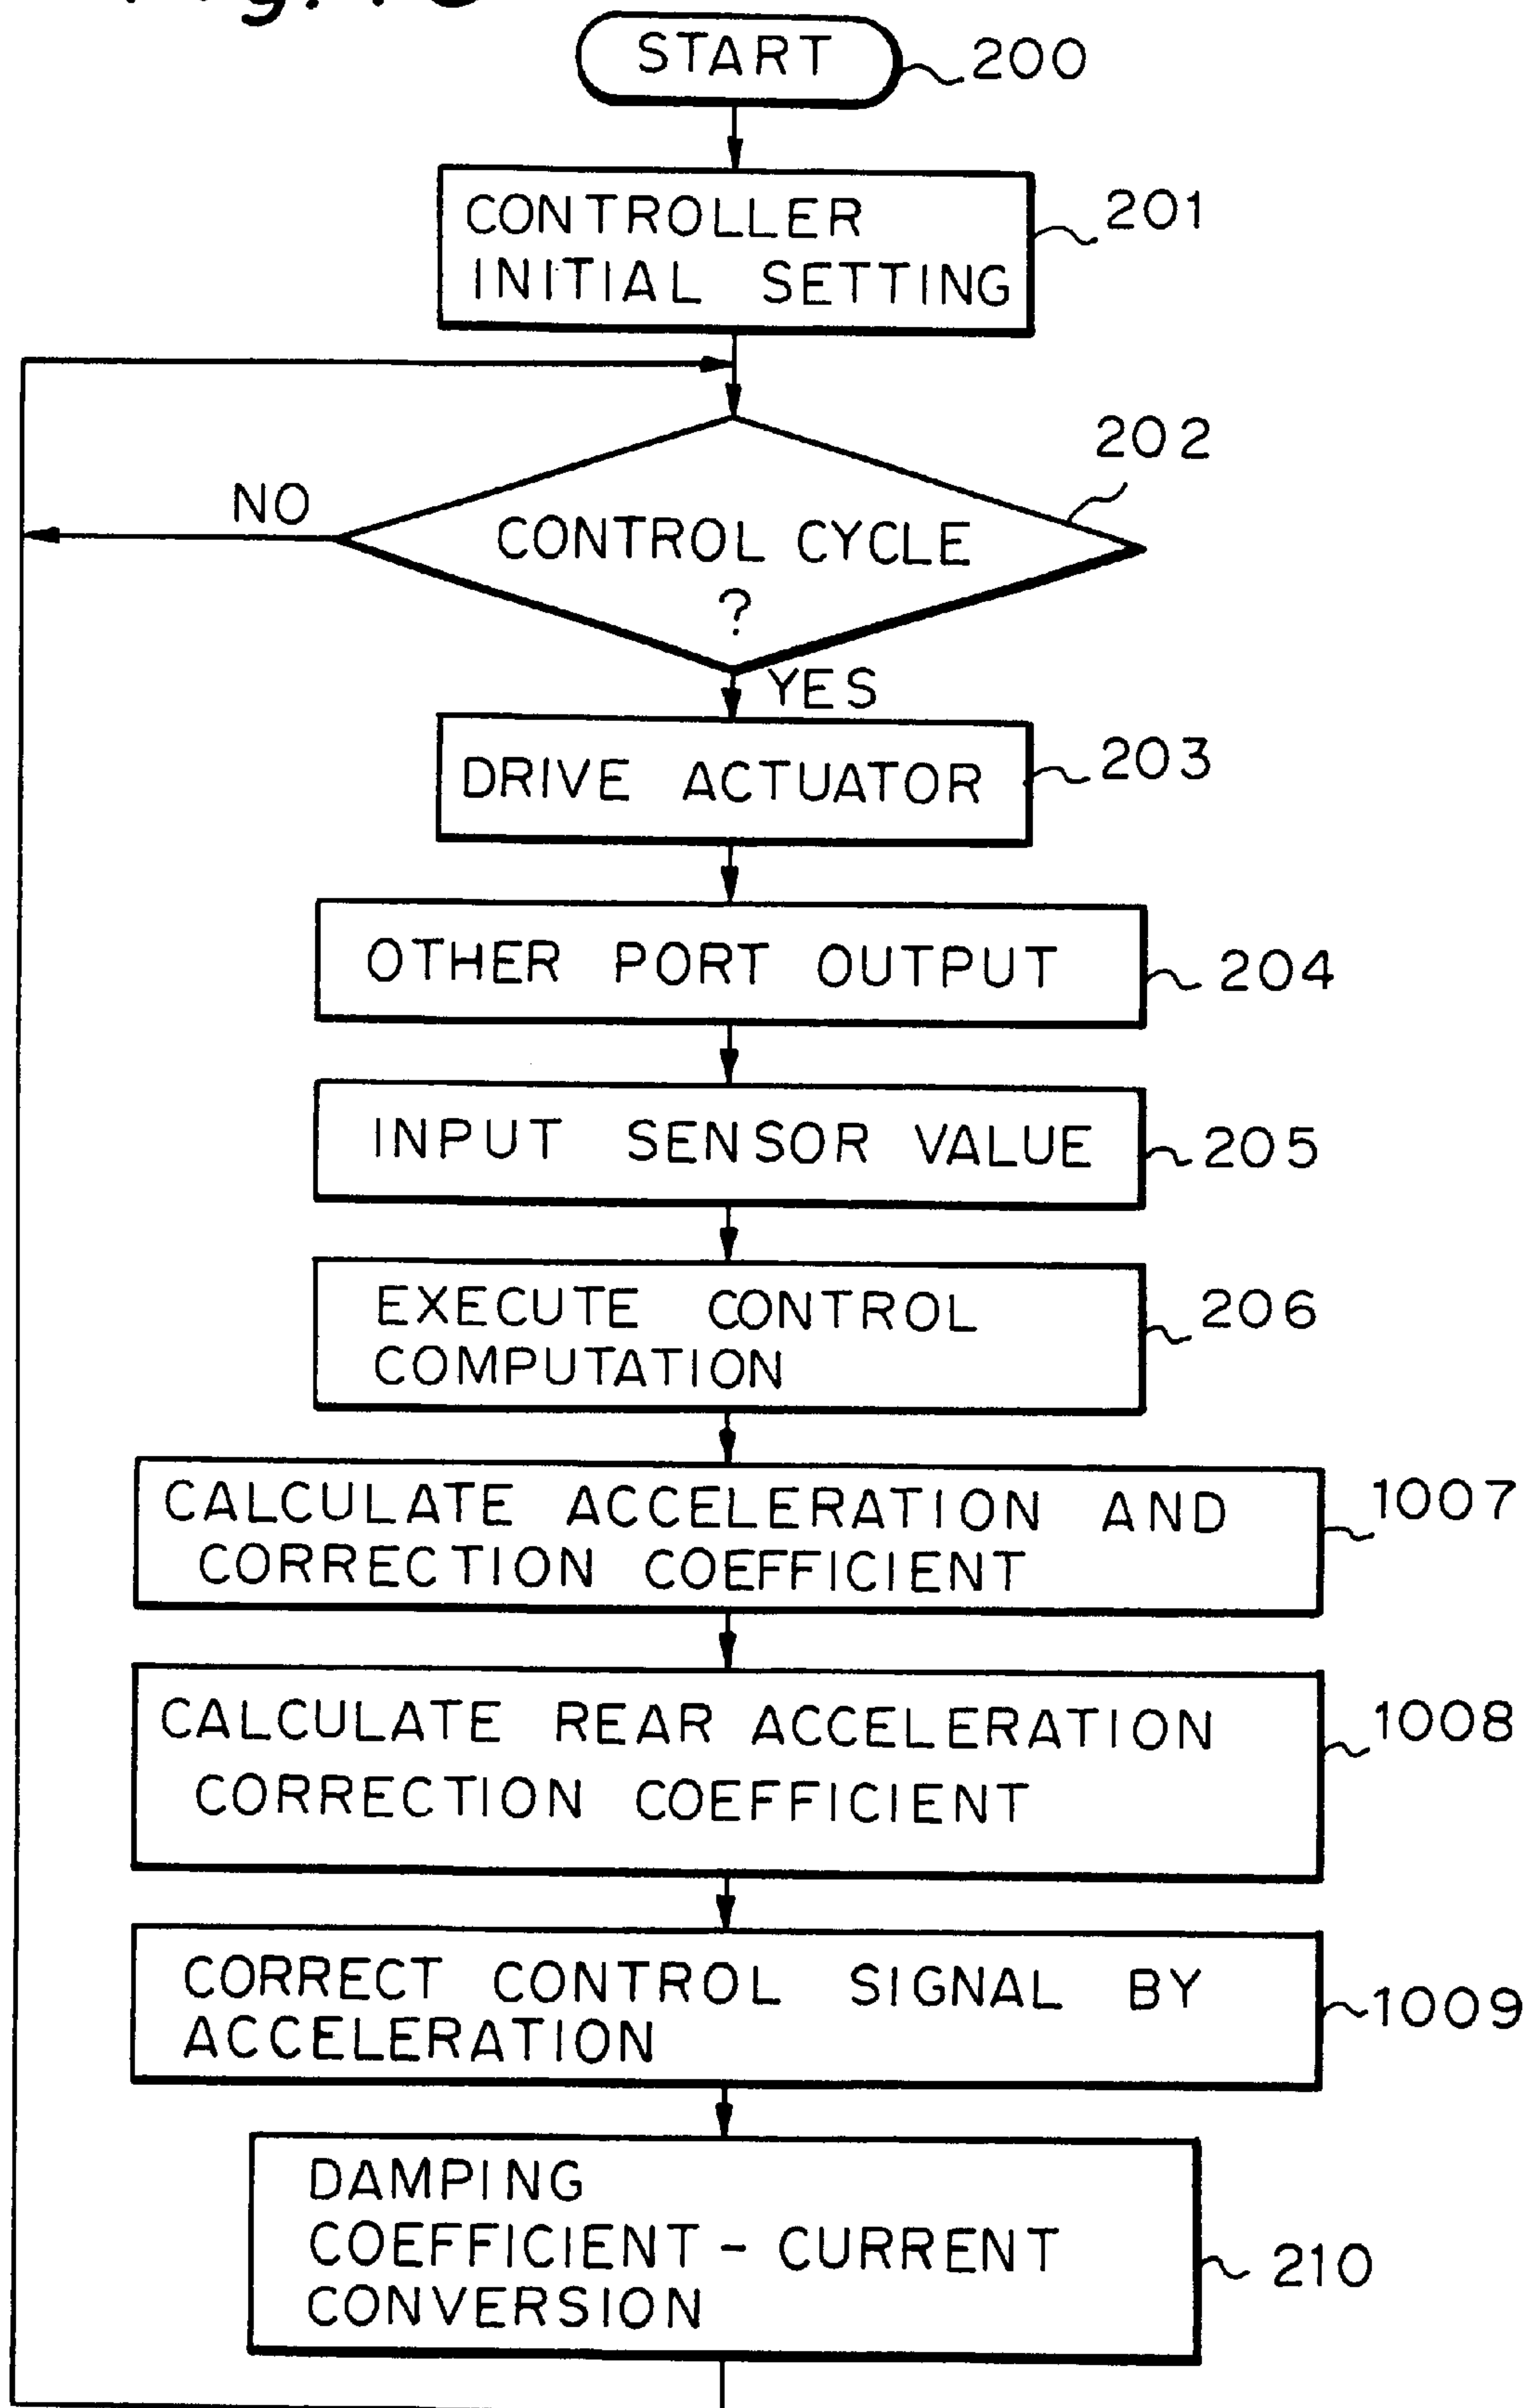 START
200
CONTROLLER
INITIAL SETTING
201
202
NO
CONTROL CYCLE
?
YES
DRIVE ACTUATOR
203
OTHER PORT OUTPUT
204
INPUT SENSOR VALUE
205
EXECUTE CONTROL
COMPUTATION
206
CALCULATE ACCELERATION AND
CORRECTION COEFFICIENT
1007
CALCULATE REAR ACCELERATION
CORRECTION COEFFICIENT
1008
CORRECT CONTROL SIGNAL BY
ACCELERATION
1009
DAMPING
COEFFICIENT - CURRENT
CONVERSION
210